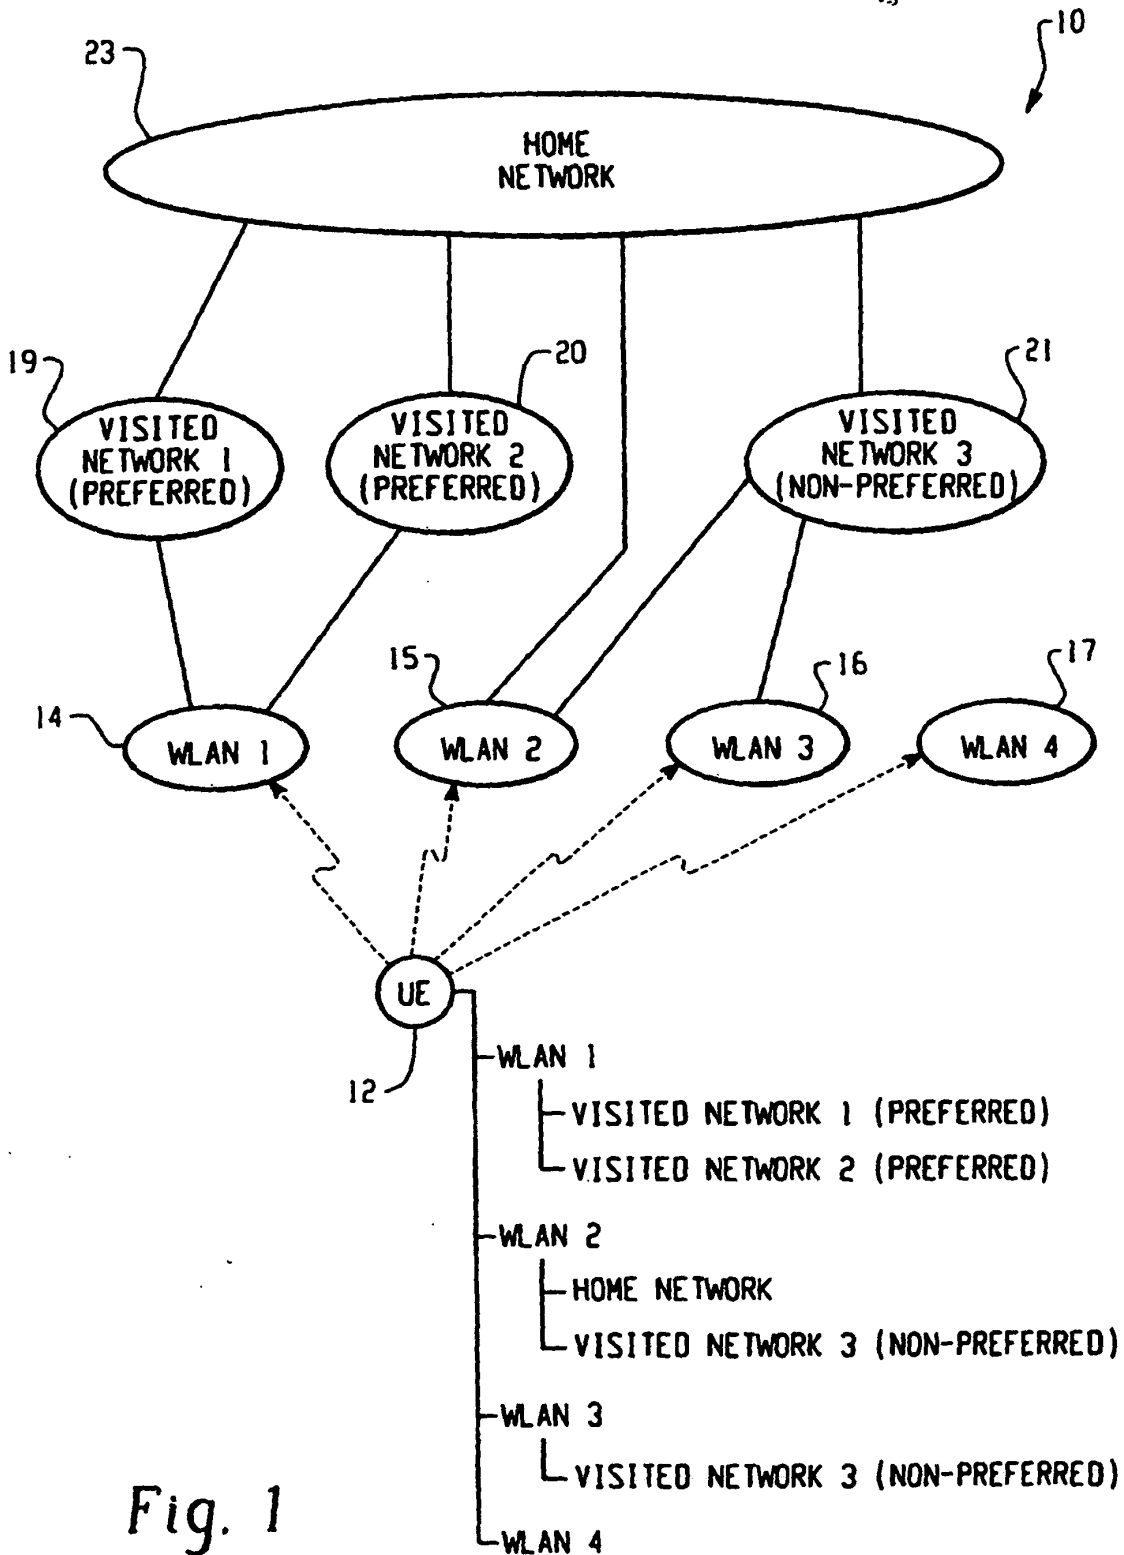 10
23
HOME
NETWORK
19
20
21
VISITED
NETWORK 1
(PREFERRED)
VISITED
NETWORK 2
(PREFERRED)
VISITED
NETWORK 3
(NON-PREFERRED)
15
16
17
14
WLAN 1
WLAN 2
WLAN 3
WLAN 4
UE
12
WLAN 1
VISITED NETWORK 1 (PREFERRED)
VISITED NETWORK 2 (PREFERRED)
WLAN 2
HOME NETWORK
VISITED NETWORK 3 (NON-PREFERRED)
WLAN 3
VISITED NETWORK 3 (NON-PREFERRED)
WLAN 4
Fig. 1